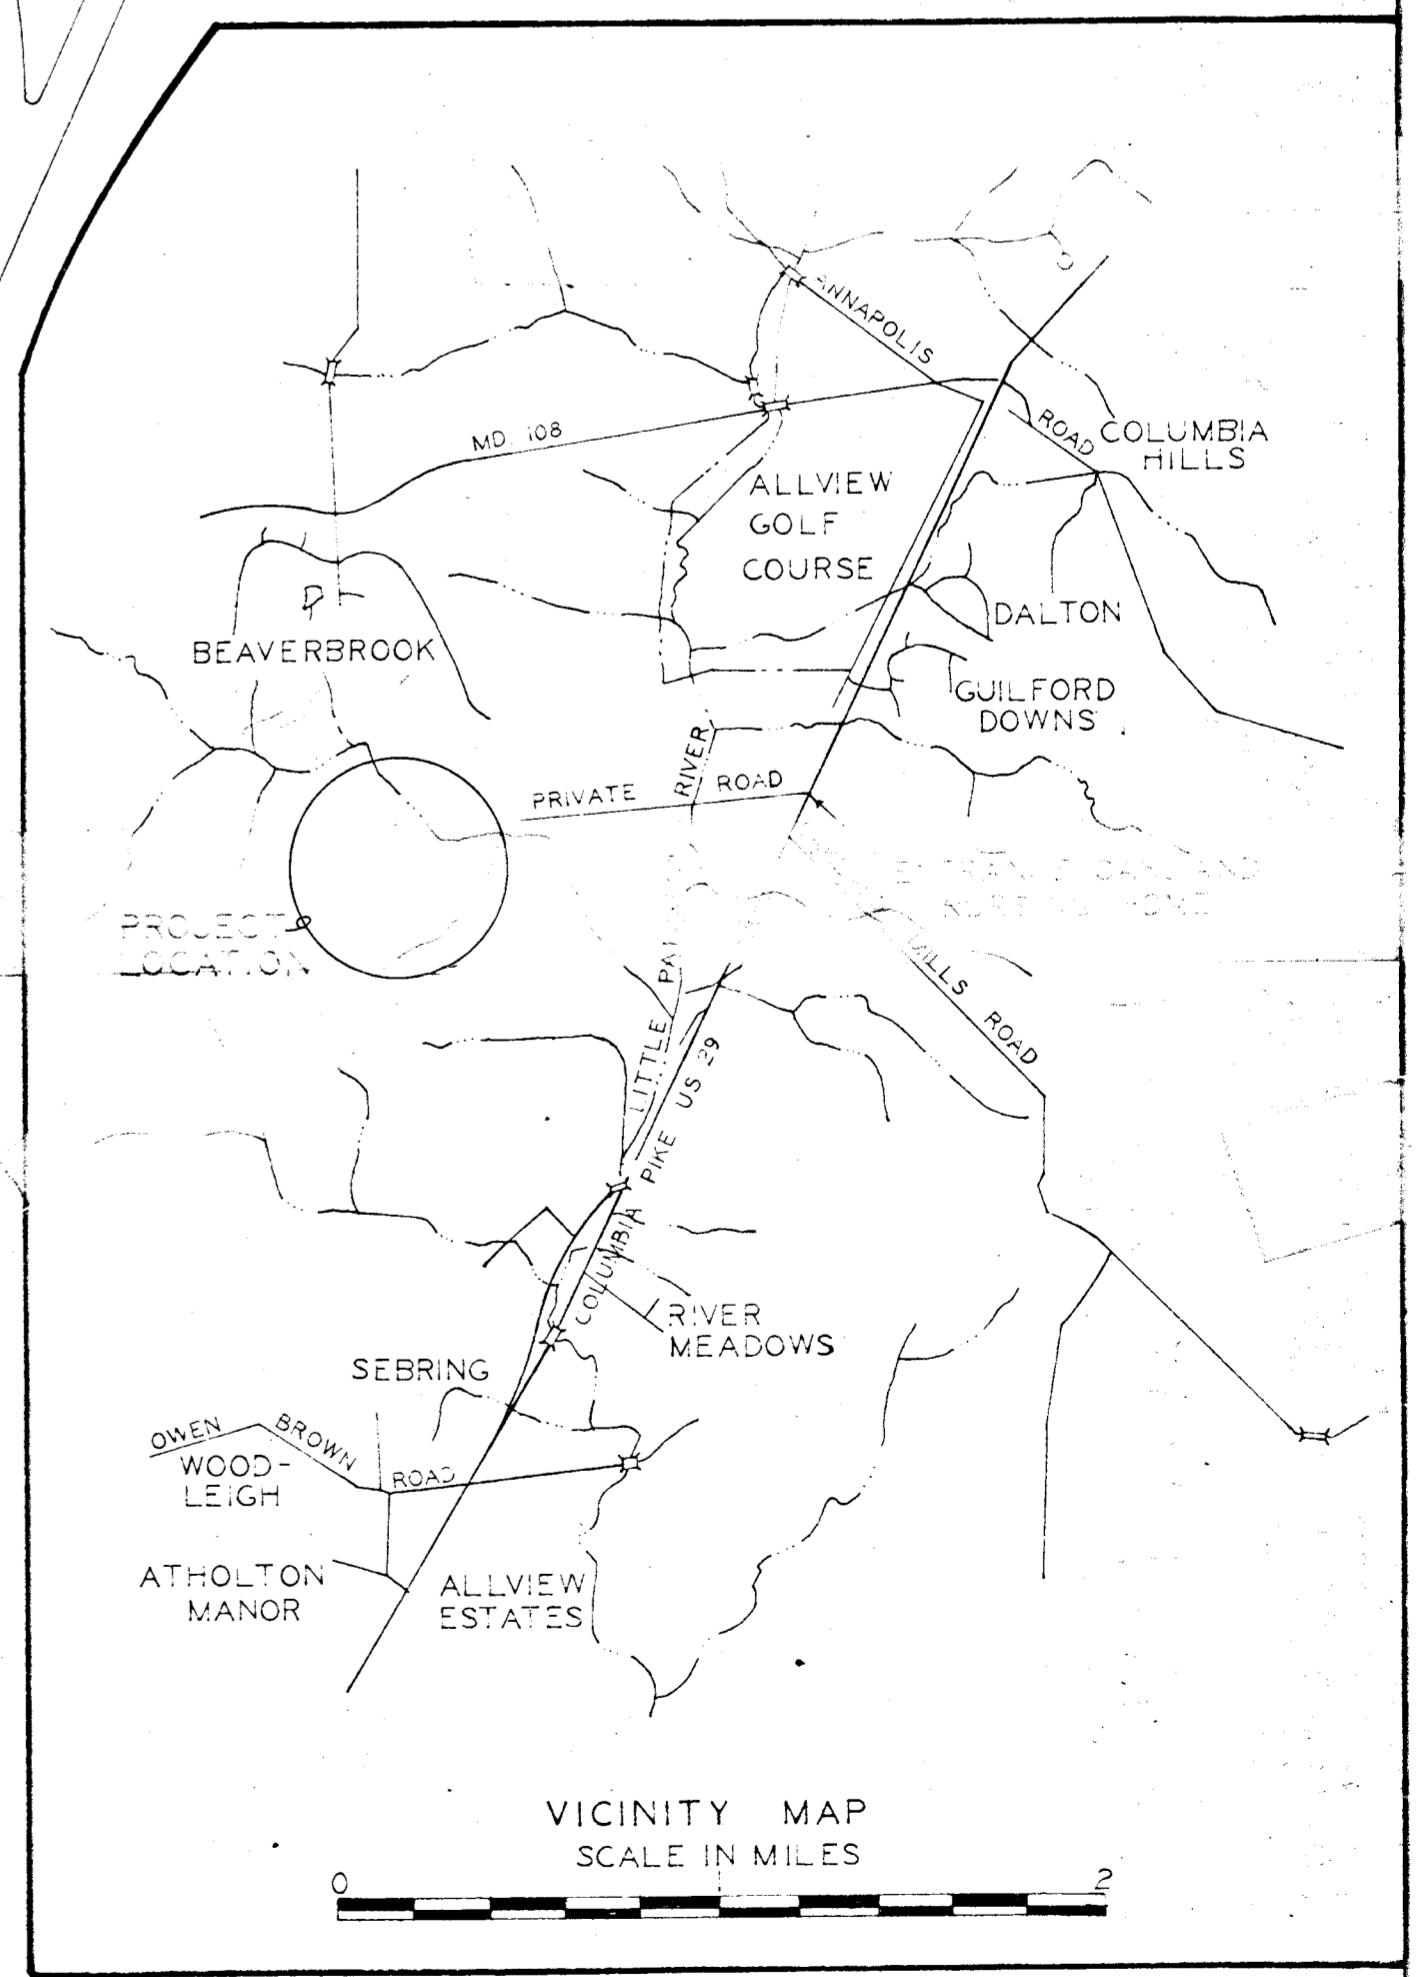 ANNAPOLIS
ROAD
MD. 108
COLUMBIA
HILLS
ALLVIEW
GOLF
COURSE
DALTON
BEAVERBROOK
GUILFORD
DOWNS
RIVER
PRIVATE ROAD
PROJECT
LOCATION
LITTLE
ROAD
COLUMBIA PIKE US 29
RIVER
MEADOWS
SEBRING
OWEN BROWN ROAD
WOOD-
LEIGH
ATHOLTON
MANOR
ALLVIEW
ESTATES
VICINITY MAP
SCALE IN MILES
0 2